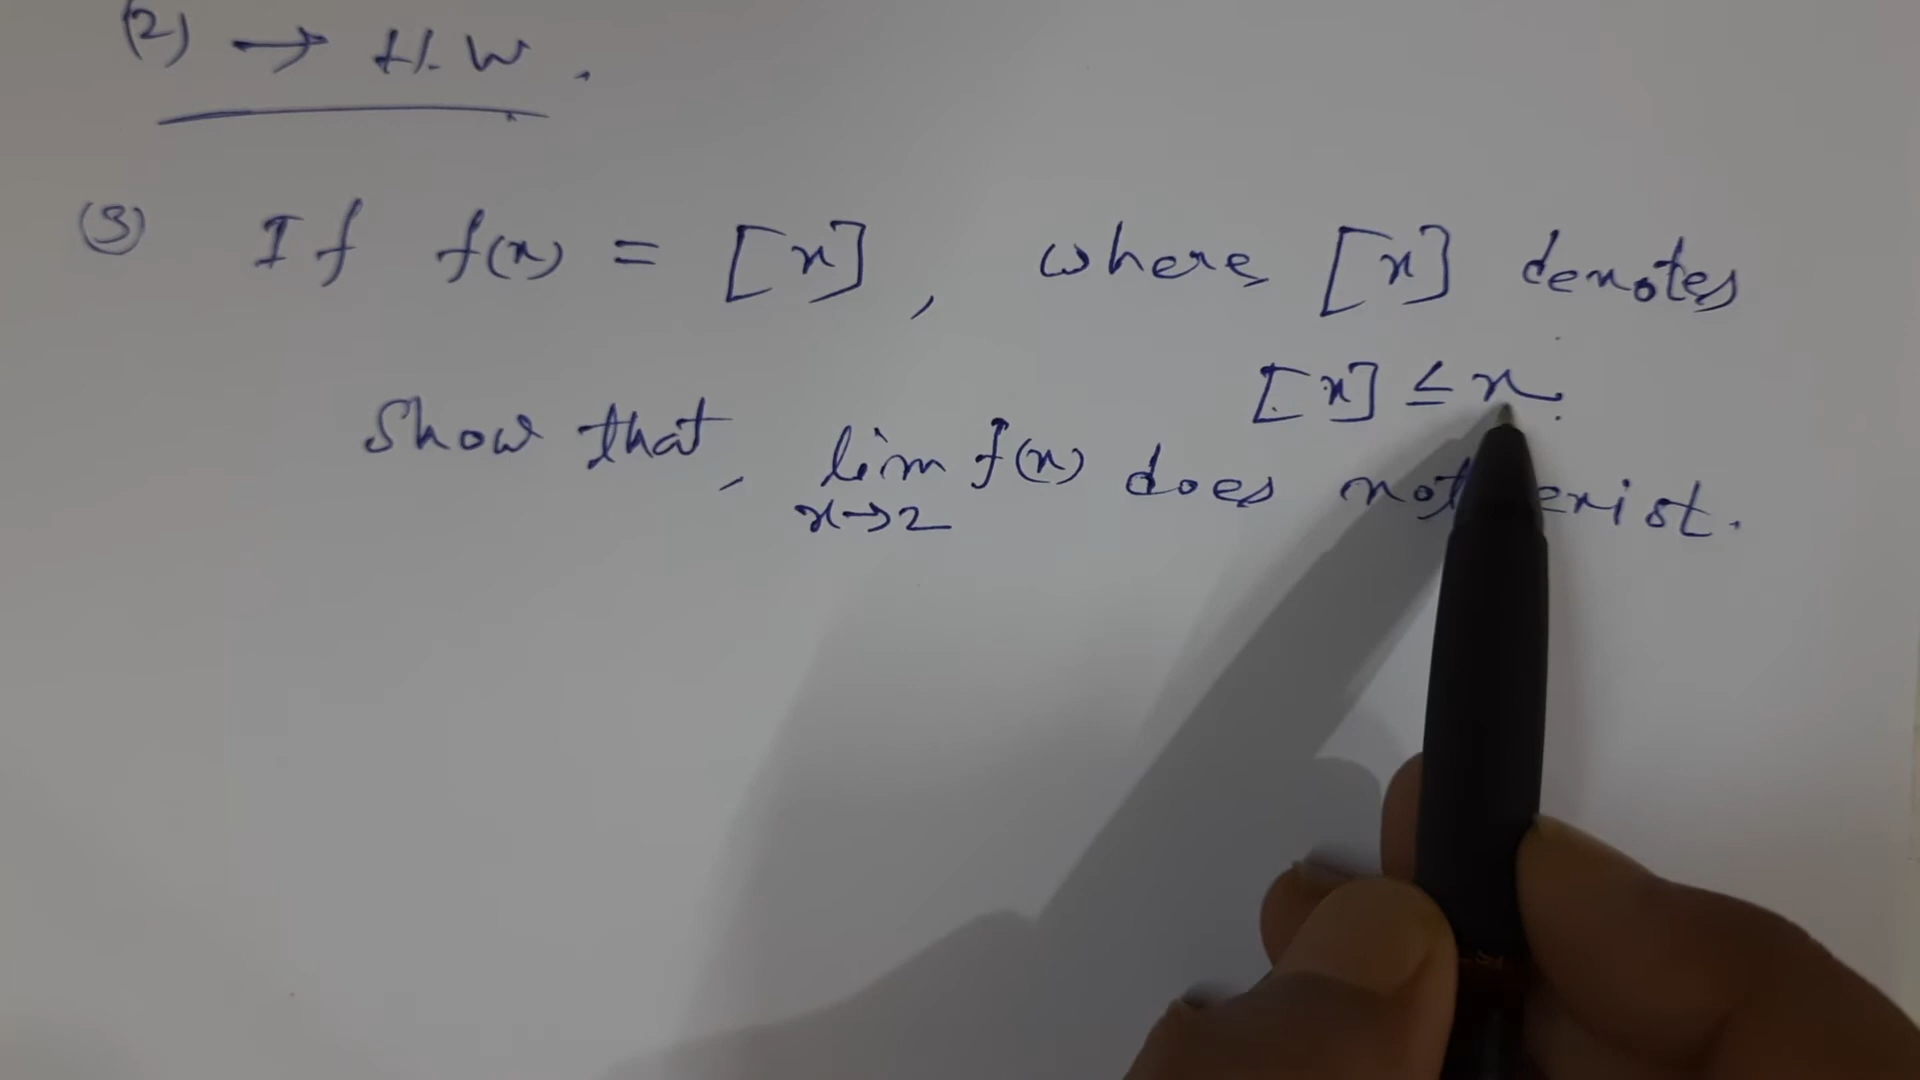 (2) → H.W.
(3) If f(x) = [x], where [x] denotes
[x] ≤ x.
Show that, lim f(x) does not exist.
x→2